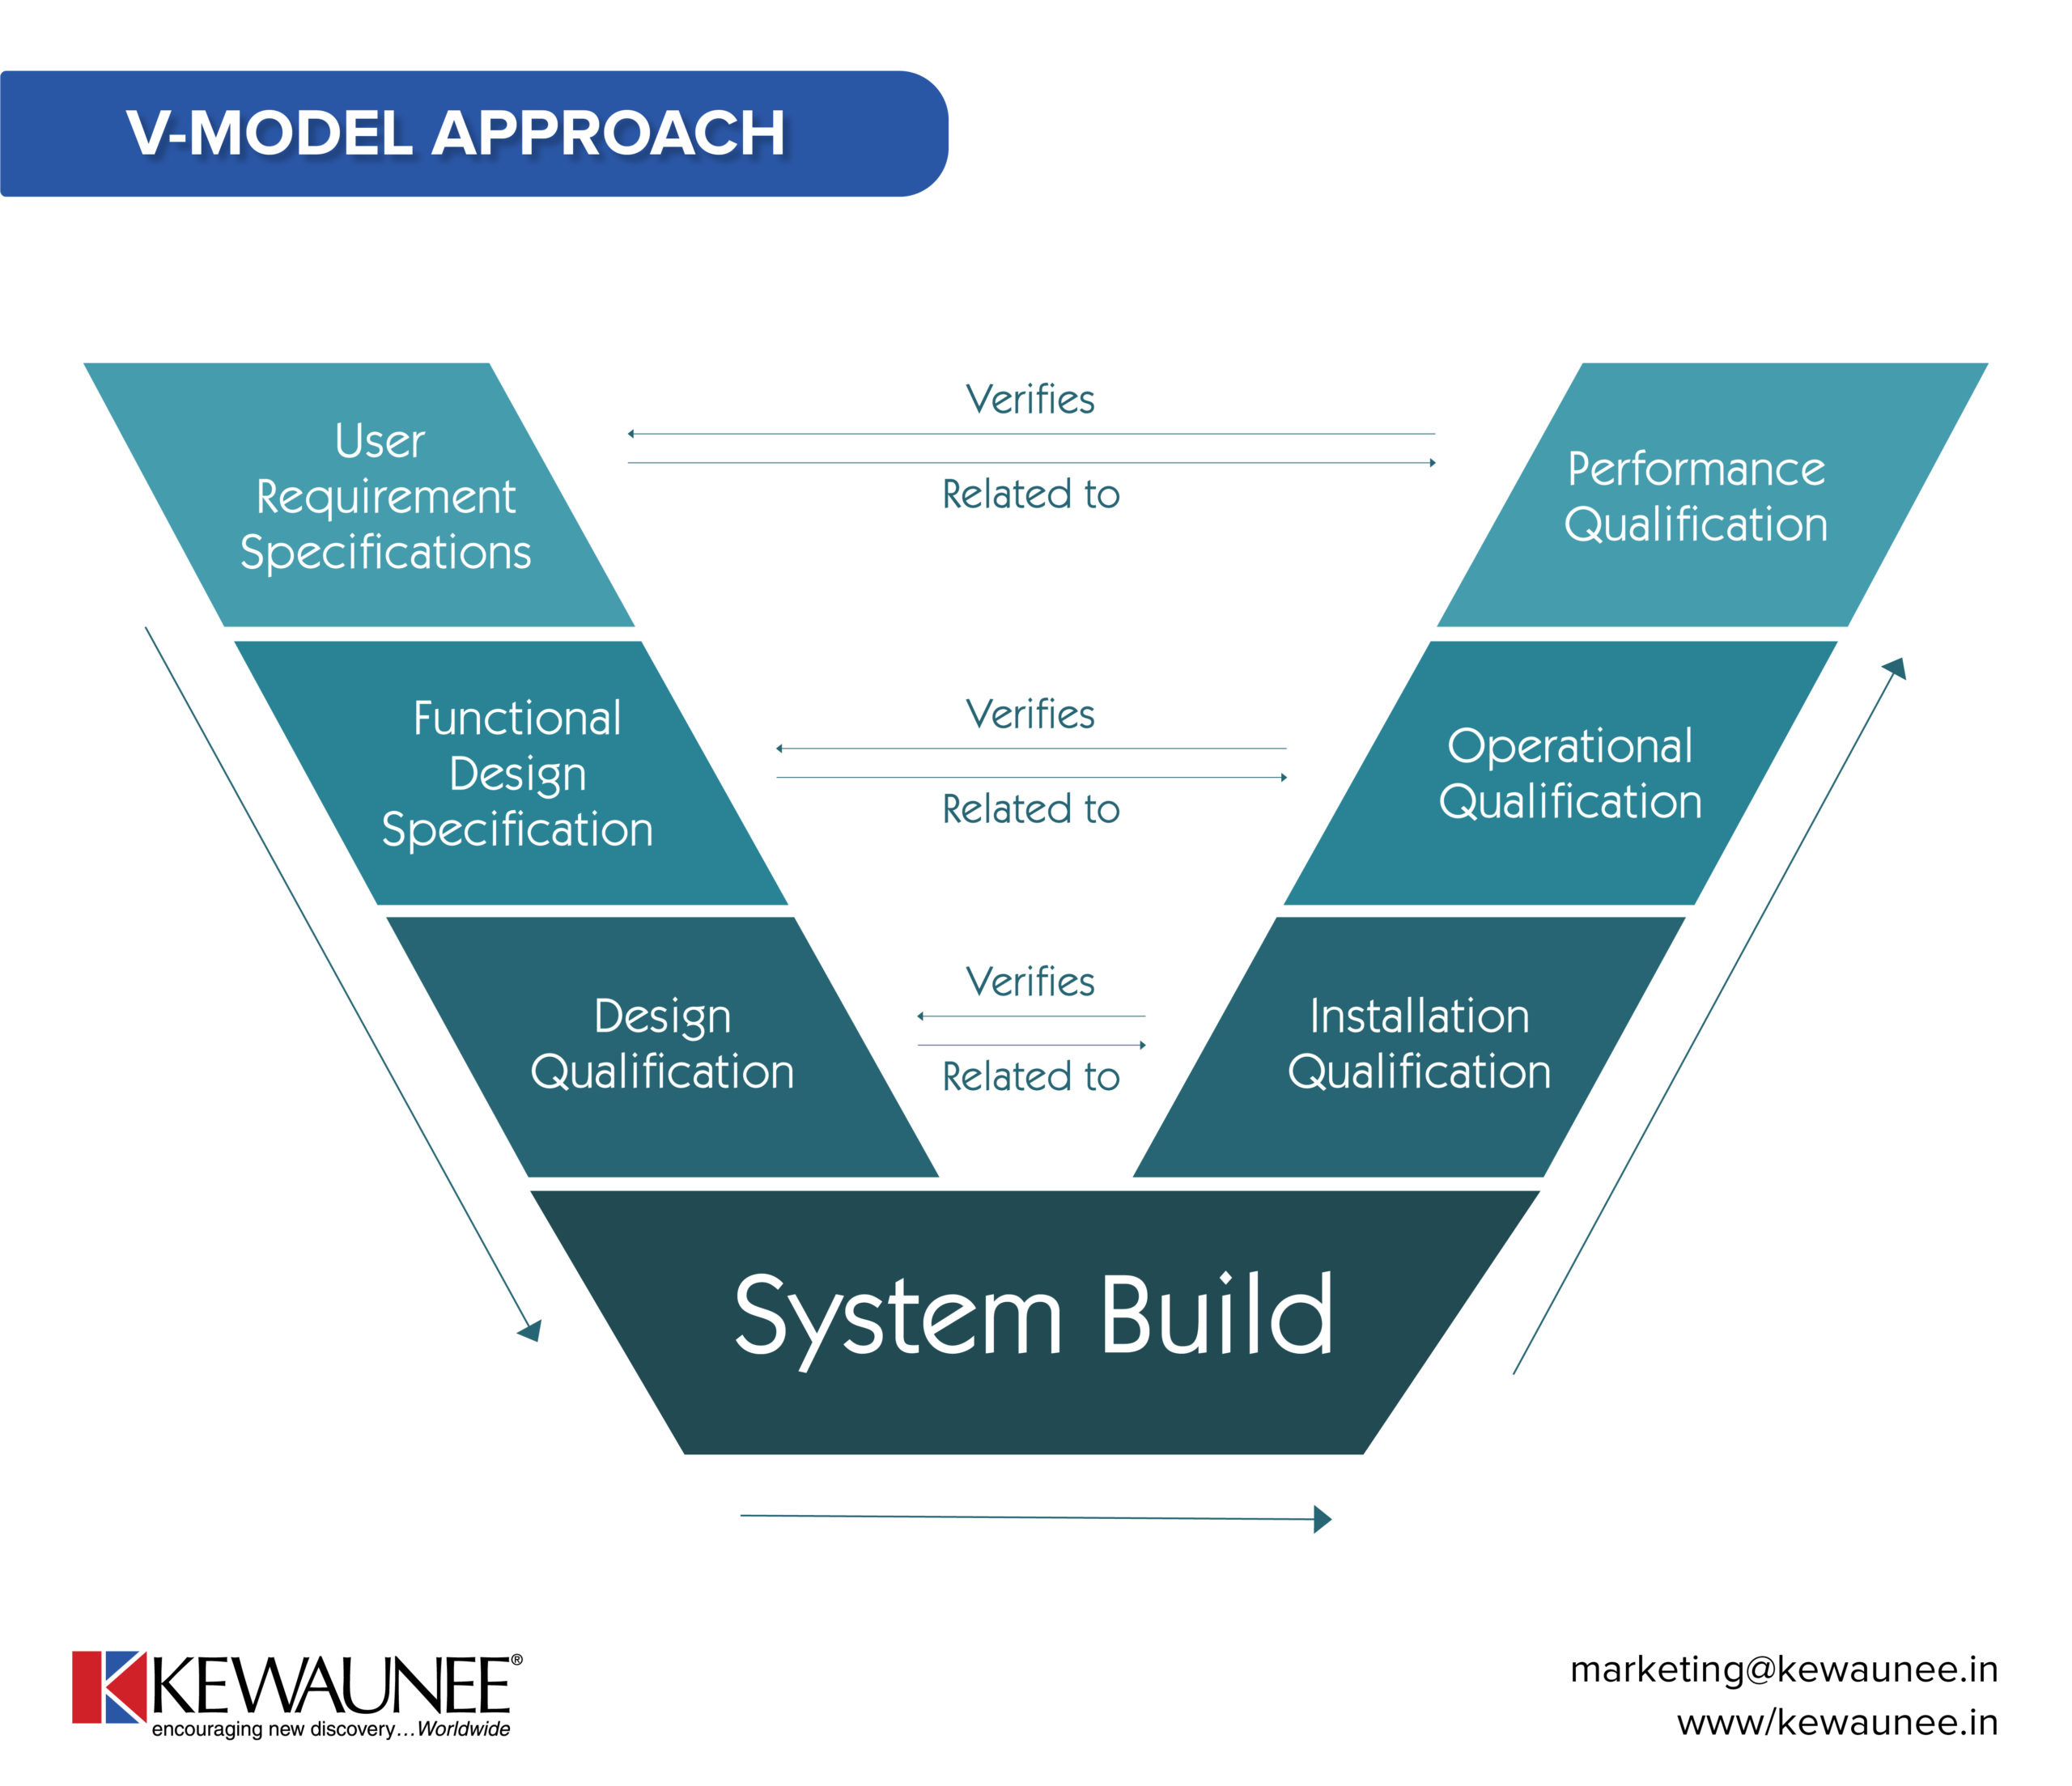 V-MODEL APPROACH
User
Requirement
Specifications
Verifies
Related to
Performance
Qualification
Functional
Design
Specification
Verifies
Related to
Operational
Qualification
Design
Qualification
Verifies
Related to
Installation
Qualification
System Build
KEWAUNEE®
encouraging new discovery...Worldwide
marketing@kewaunee.in
www/kewaunee.in